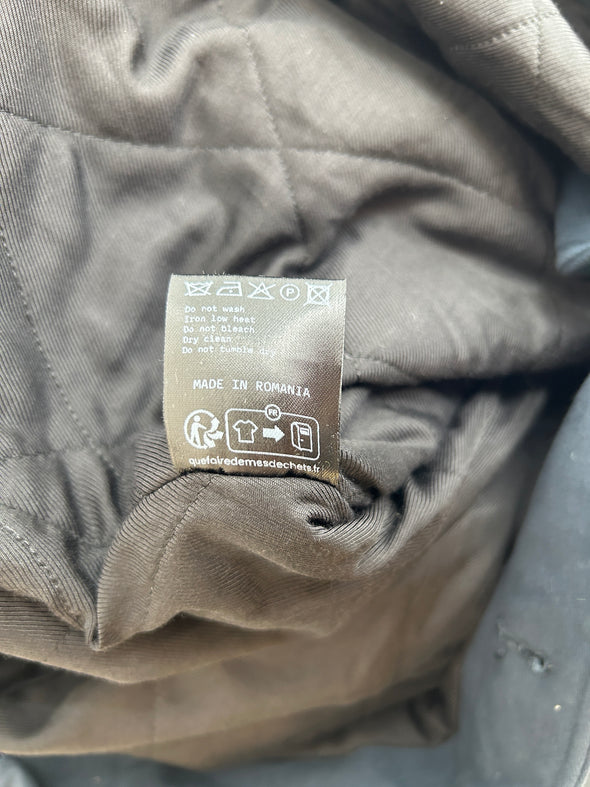 P
Do not wash
Iron low heat
Do not Bleach
Dry clean
Do not tumble dry
MADE IN ROMANIA
FR
quefairedemesdechets.fr